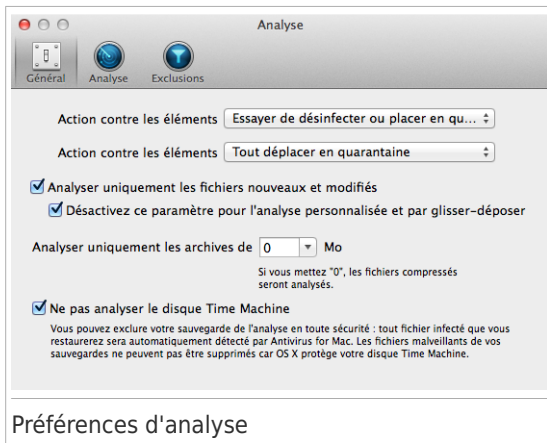 Analyse
Général Analyse Exclusions
Action contre les éléments Essayer de désinfecter ou placer en qu...
Action contre les éléments Tout déplacer en quarantaine
Analyser uniquement les fichiers nouveaux et modifiés
Désactivez ce paramètre pour l'analyse personnalisée et par glisser-déposer
Analyser uniquement les archives de 0 Mo
Si vous mettez "0", les fichiers compressés
seront analysés.
Ne pas analyser le disque Time Machine
Vous pouvez exclure votre sauvegarde de l'analyse en toute sécurité : tout fichier infecté que vous
restaurerez sera automatiquement détecté par Antivirus for Mac. Les fichiers malveillants de vos
sauvegardes ne peuvent pas être supprimés car OS X protège votre disque Time Machine.
Préférences d'analyse